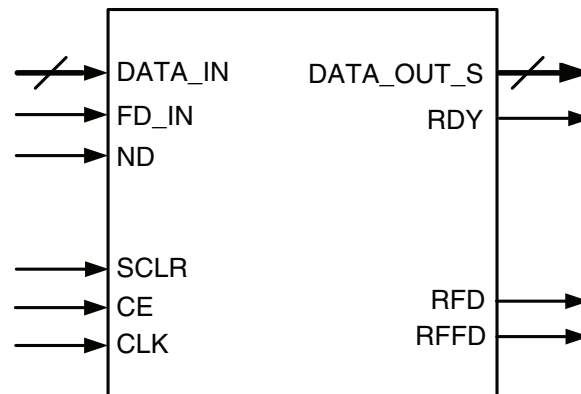 DATA_IN
DATA_OUT_S
FD_IN
RDY
ND
SCLR
CE
RFD
CLK
RFFD